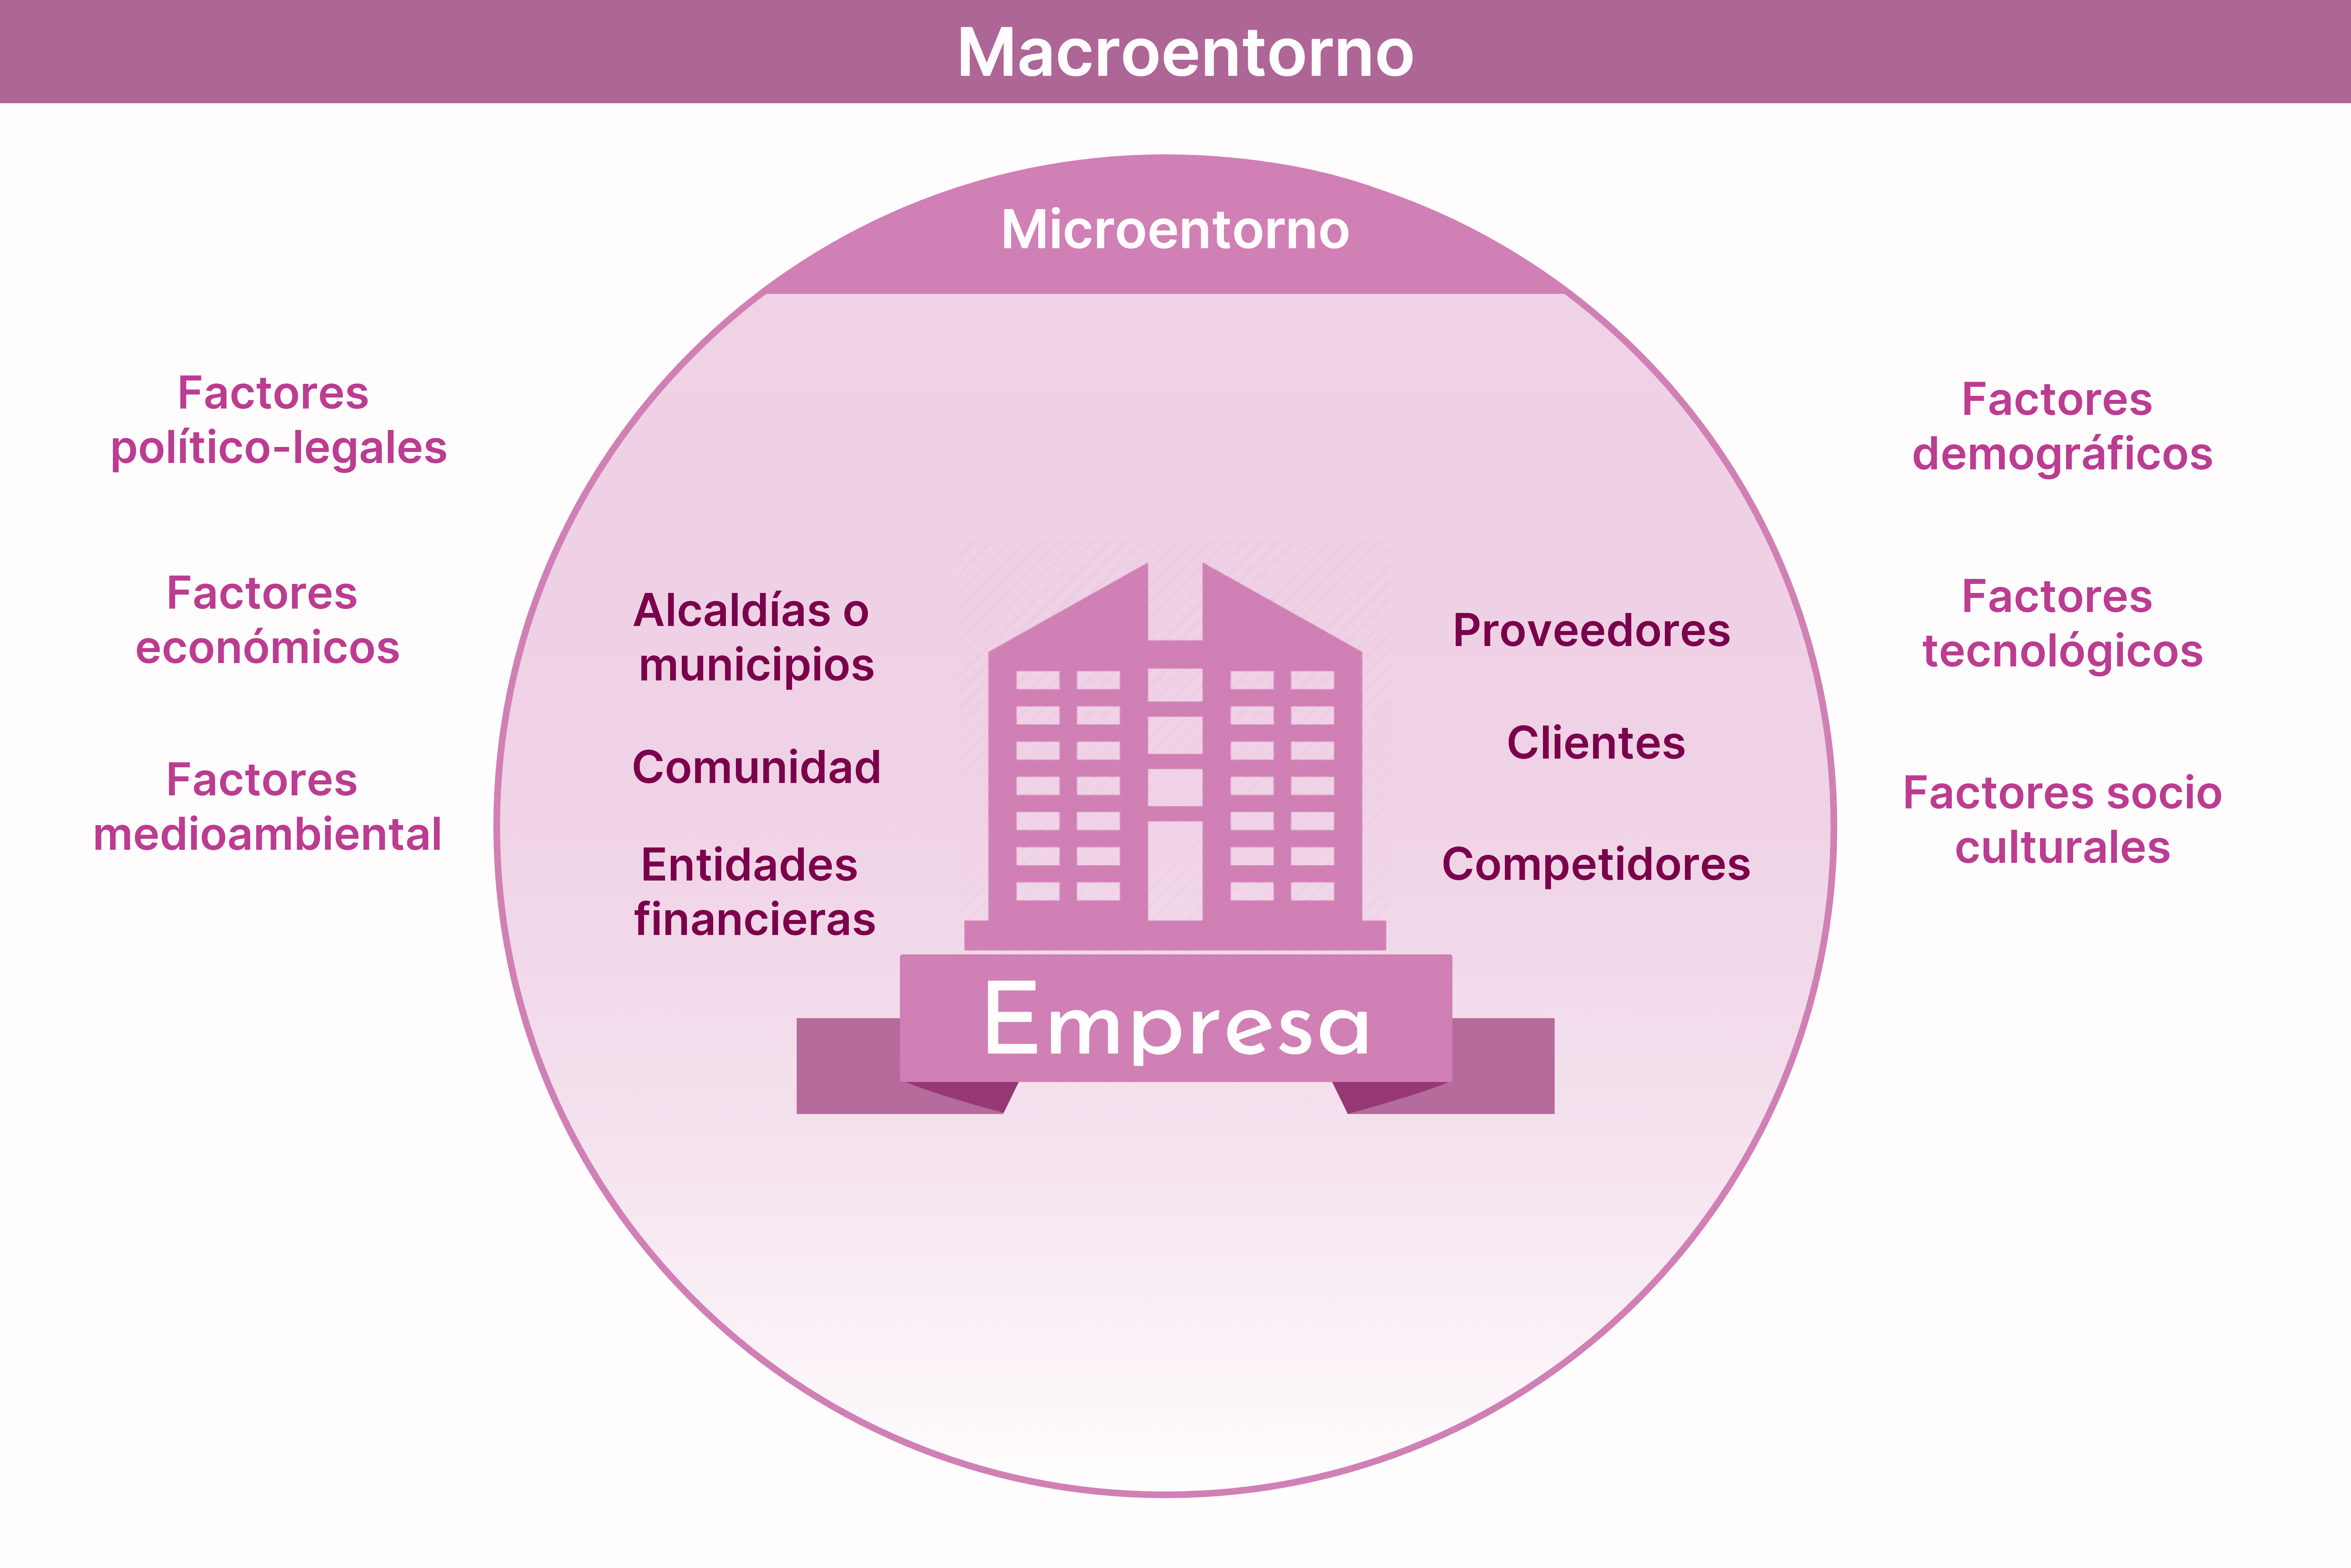 Macroentorno
Microentorno
Factores
político-legales
Factores
económicos
Factores
medioambiental
Alcaldías o
municipios
Comunidad
Entidades
financieras
Proveedores
Clientes
Competidores
Empresa
Factores
demográficos
Factores
tecnológicos
Factores socio
culturales